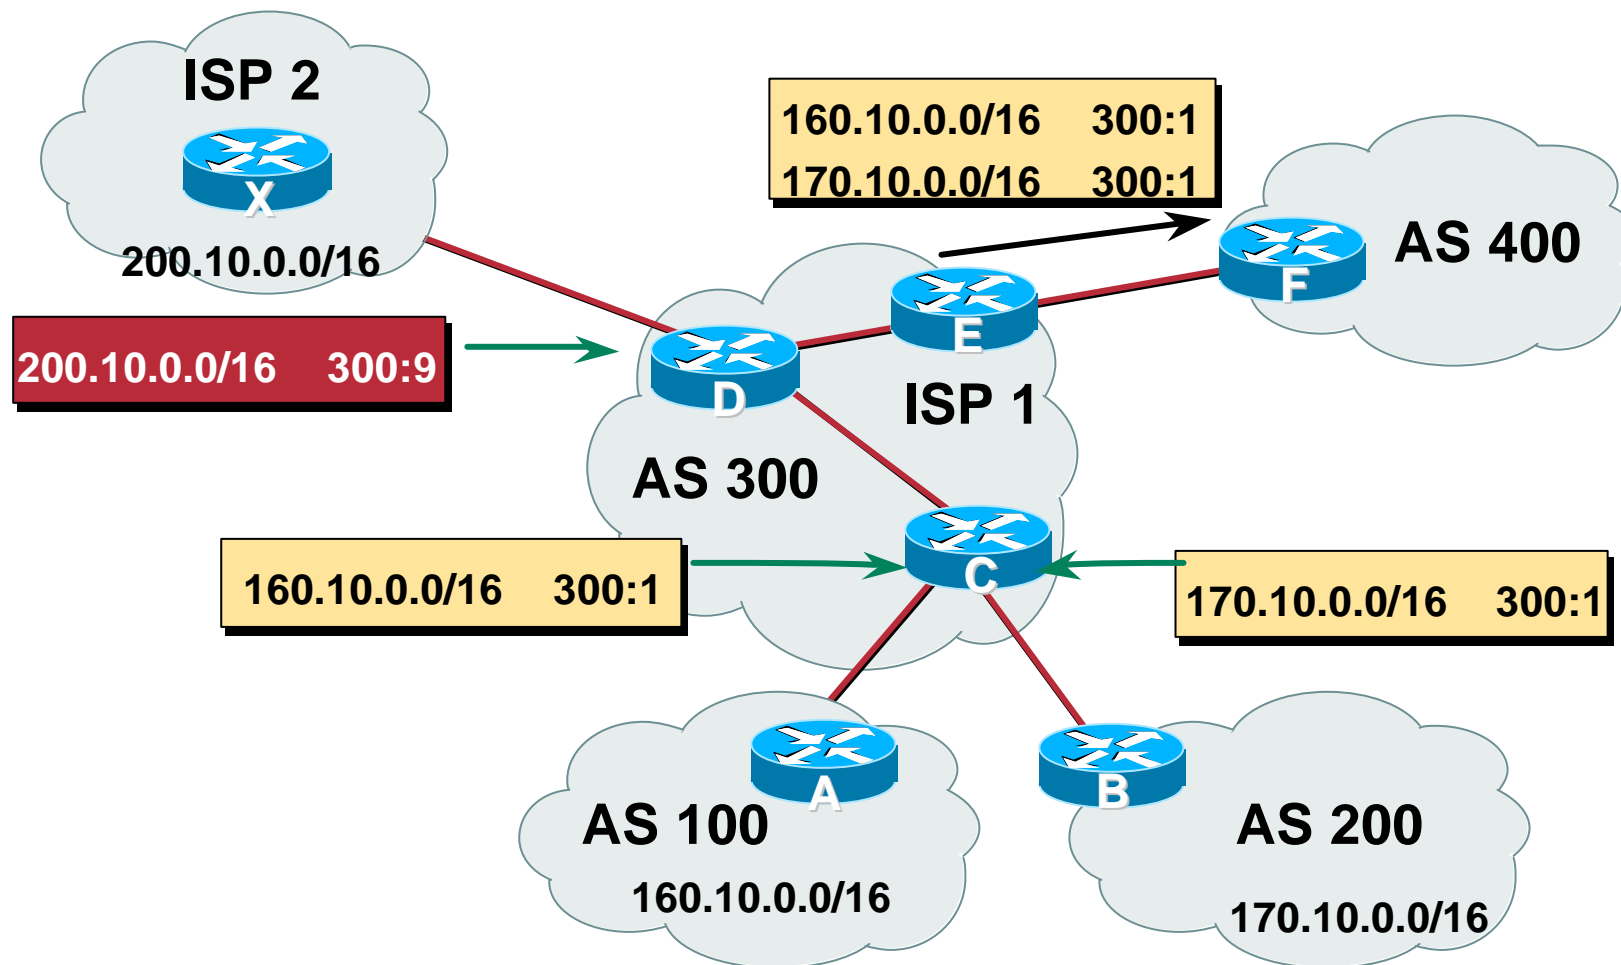 ISP 2
X
200.10.0.0/16
160.10.0.0/16 300:1
170.10.0.0/16 300:1
AS 400
F
E
200.10.0.0/16 300:9
D
ISP 1
AS 300
C
160.10.0.0/16 300:1
170.10.0.0/16 300:1
A
AS 100
160.10.0.0/16
B
AS 200
170.10.0.0/16